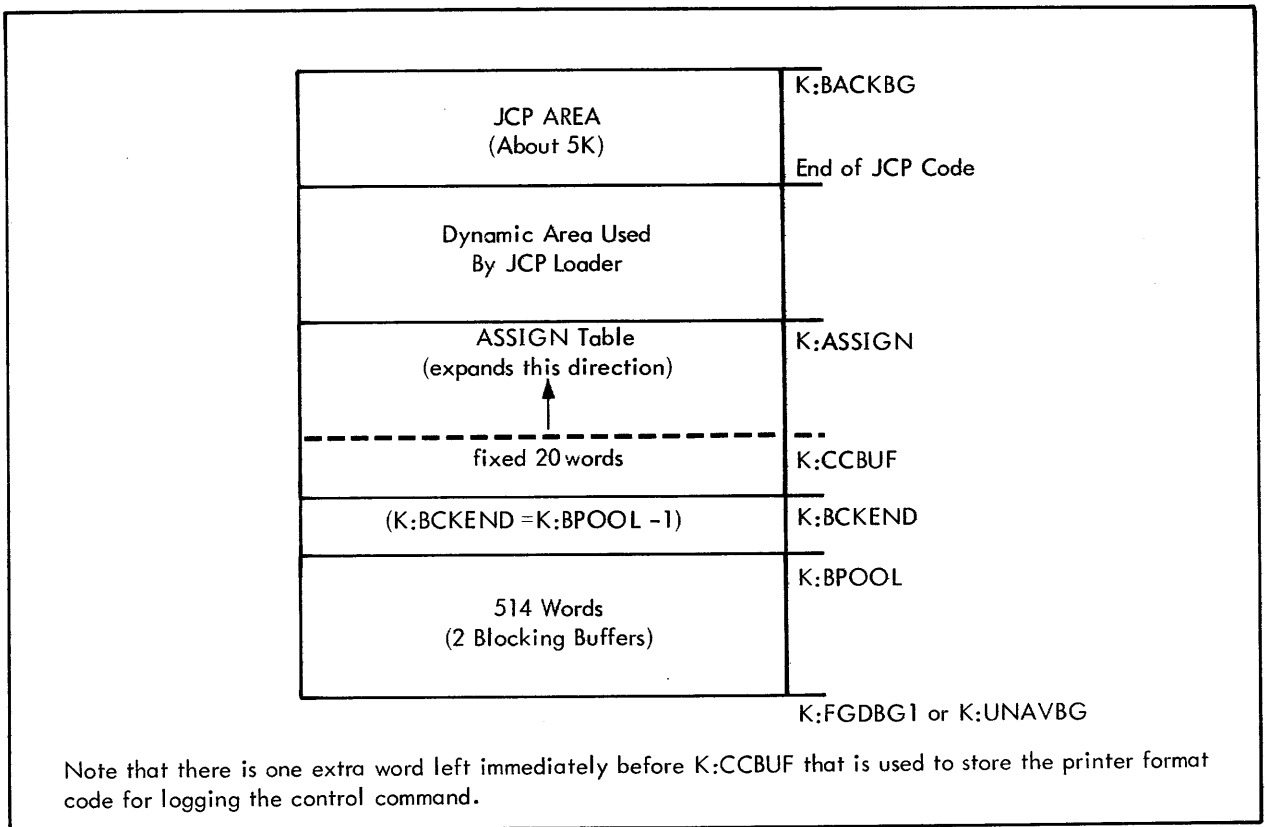 K:BACKBG
JCP AREA
(About 5K)
End of JCP Code
Dynamic Area Used
By JCP Loader
ASSIGN Table
K:ASSIGN
(expands this direction)
fixed 20 words
K:CCBUF
(K:BCKEND =K:BPOOL -1)
K:BCKEND
K:BPOOL
514 Words
(2 Blocking Buffers)
K:FGDBG1 or K:UNAVBG
Note that there is one extra word left immediately before K:CCBUF that is used to store the printer format
code for logging the control command.